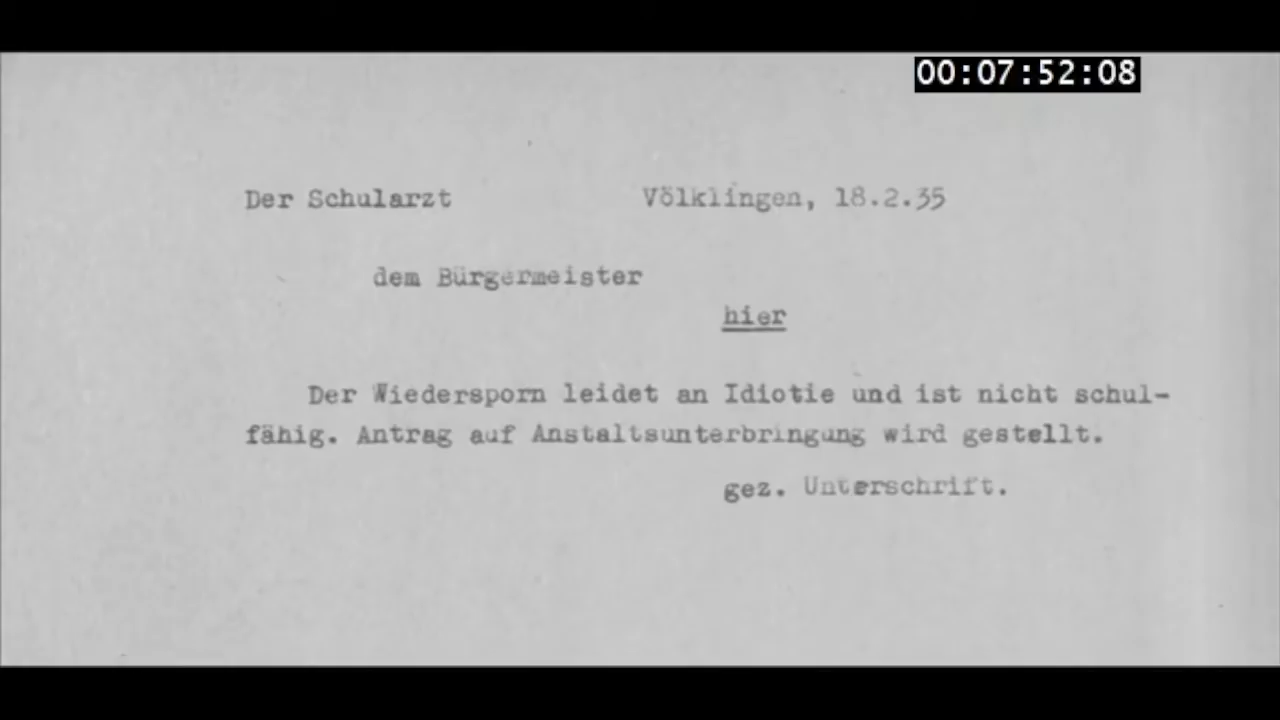 00:07:52:08
Der Schularzt Völklingen, 18.2.35
dem Bürgermeister
hier
Der Wiedersporn leidet an Idiotie und ist nicht schul-
fähig. Antrag auf Anstaltsunterbringung wird gestellt.
gez. Unterschrift.